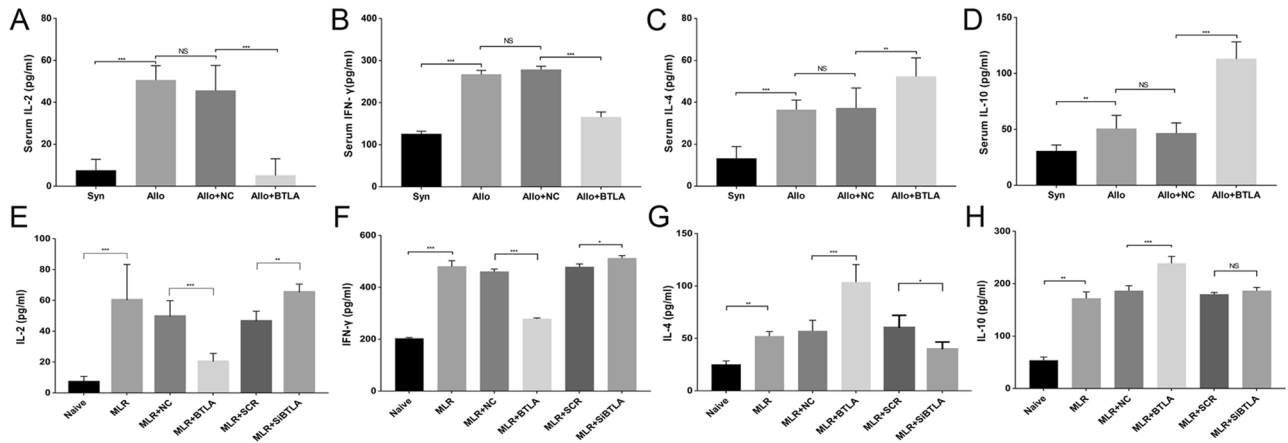 A
Serum IL-2 (pg/ml)
80
60
40
20
0
***
NS
***
Syn Allo Allo+NC Allo+BTLA
B
Serum IFN- γ(pg/ml)
400
300
200
100
0
***
NS
***
Syn Allo Allo+NC Allo+BTLA
C
Serum IL-4 (pg/ml)
80
60
40
20
0
***
NS
**
Syn Allo Allo+NC Allo+BTLA
D
Serum IL-10 (pg/ml)
150
100
50
0
**
NS
***
Syn Allo Allo+NC Allo+BTLA
E
IL-2 (pg/ml)
100
80
60
40
20
0
***
***
**
Naive MLR MLR+NC MLR+BTLA MLR+SCR MLR+SiBTLA
F
IFN-γ (pg/ml)
600
400
200
0
***
***
*
Naive MLR MLR+NC MLR+BTLA MLR+SCR MLR+SiBTLA
G
IL-4 (pg/ml)
150
100
50
0
**
***
*
Naive MLR MLR+NC MLR+BTLA MLR+SCR MLR+SiBTLA
H
IL-10 (pg/ml)
300
200
100
0
**
***
NS
Naive MLR MLR+NC MLR+BTLA MLR+SCR MLR+SiBTLA